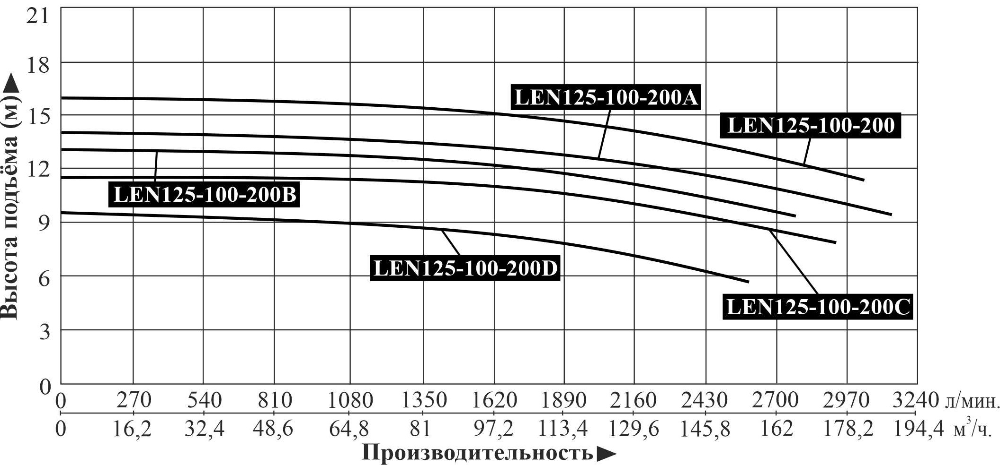 21
18
15
12
9
6
3
0
Высота подъёма (м)
LEN125-100-200A
LEN125-100-200
LEN125-100-200B
LEN125-100-200D
LEN125-100-200C
0 270 540 810 1080 1350 1620 1890 2160 2430 2700 2970 3240 л/мин.
0 16,2 32,4 48,6 64,8 81 97,2 113,4 129,6 145,8 162 178,2 194,4 м³/ч.
Производительность